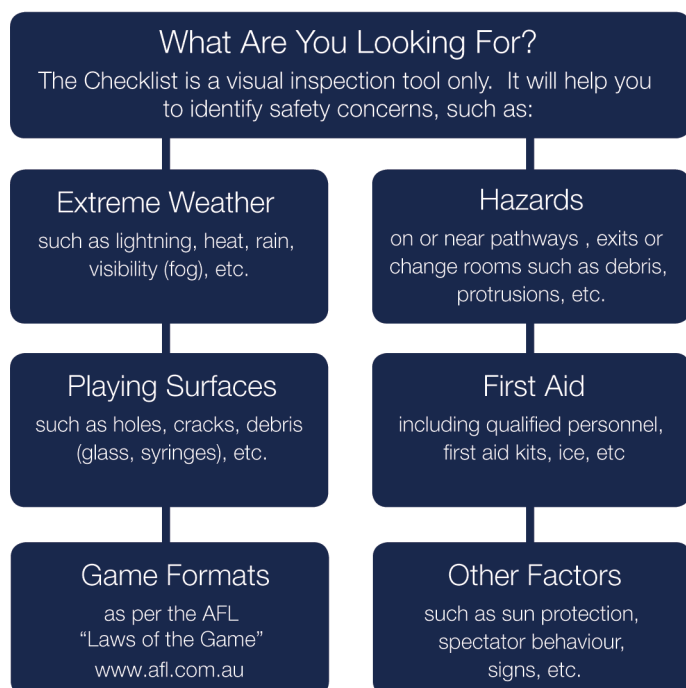 What Are You Looking For?
The Checklist is a visual inspection tool only.  It will help you
to identify safety concerns, such as:
Extreme Weather
such as lightning, heat, rain,
visibility (fog), etc.
Hazards
on or near pathways , exits or
change rooms such as debris,
protrusions, etc.
Playing Surfaces
such as holes, cracks, debris
(glass, syringes), etc.
First Aid
including qualified personnel,
first aid kits, ice, etc
Game Formats
as per the AFL
“Laws of the Game”
www.afl.com.au
Other Factors
such as sun protection,
spectator behaviour,
signs, etc.